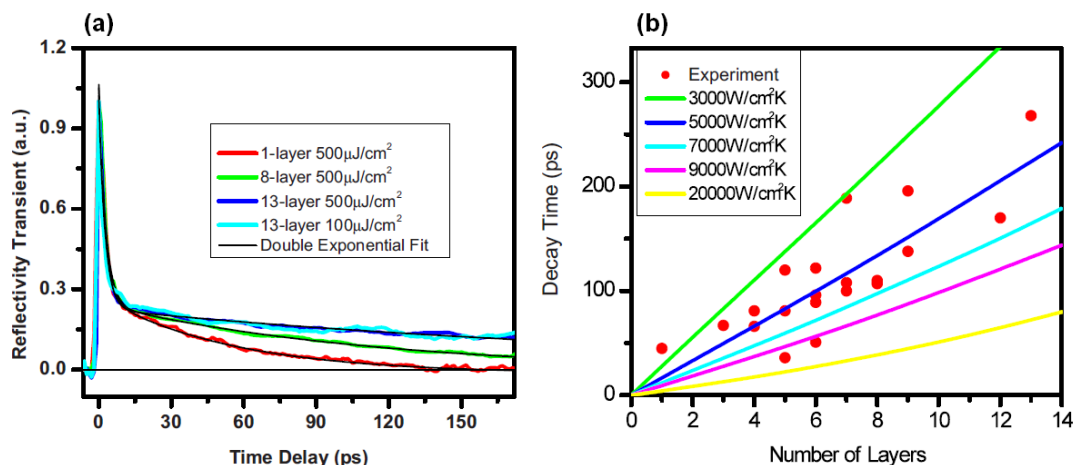 (a)
1.2
0.9
0.6
0.3
0.0
Reflectivity Transient (a.u.)
1-layer 500μJ/cm²
8-layer 500μJ/cm²
13-layer 500μJ/cm²
13-layer 100μJ/cm²
Double Exponential Fit
0 30 60 90 120 150
Time Delay (ps)
(b)
300
200
100
0
Decay Time (ps)
Experiment
3000W/cm²K
5000W/cm²K
7000W/cm²K
9000W/cm²K
20000W/cm²K
0 2 4 6 8 10 12 14
Number of Layers